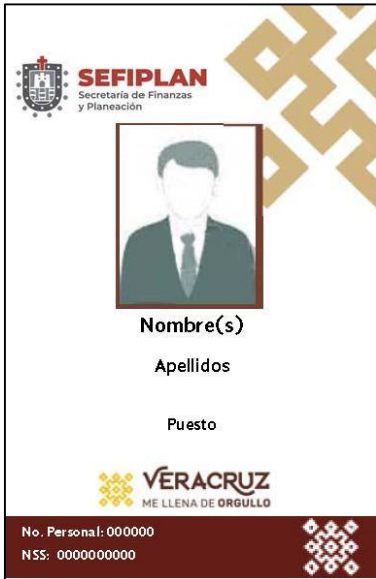 SEFIPLAN
Secretaría de Finanzas
y Planeación
Nombre(s)
Apellidos
Puesto
VERACRUZ
ME LLENA DE ORGULLO
No. Personal: 000000
NSS: 0000000000